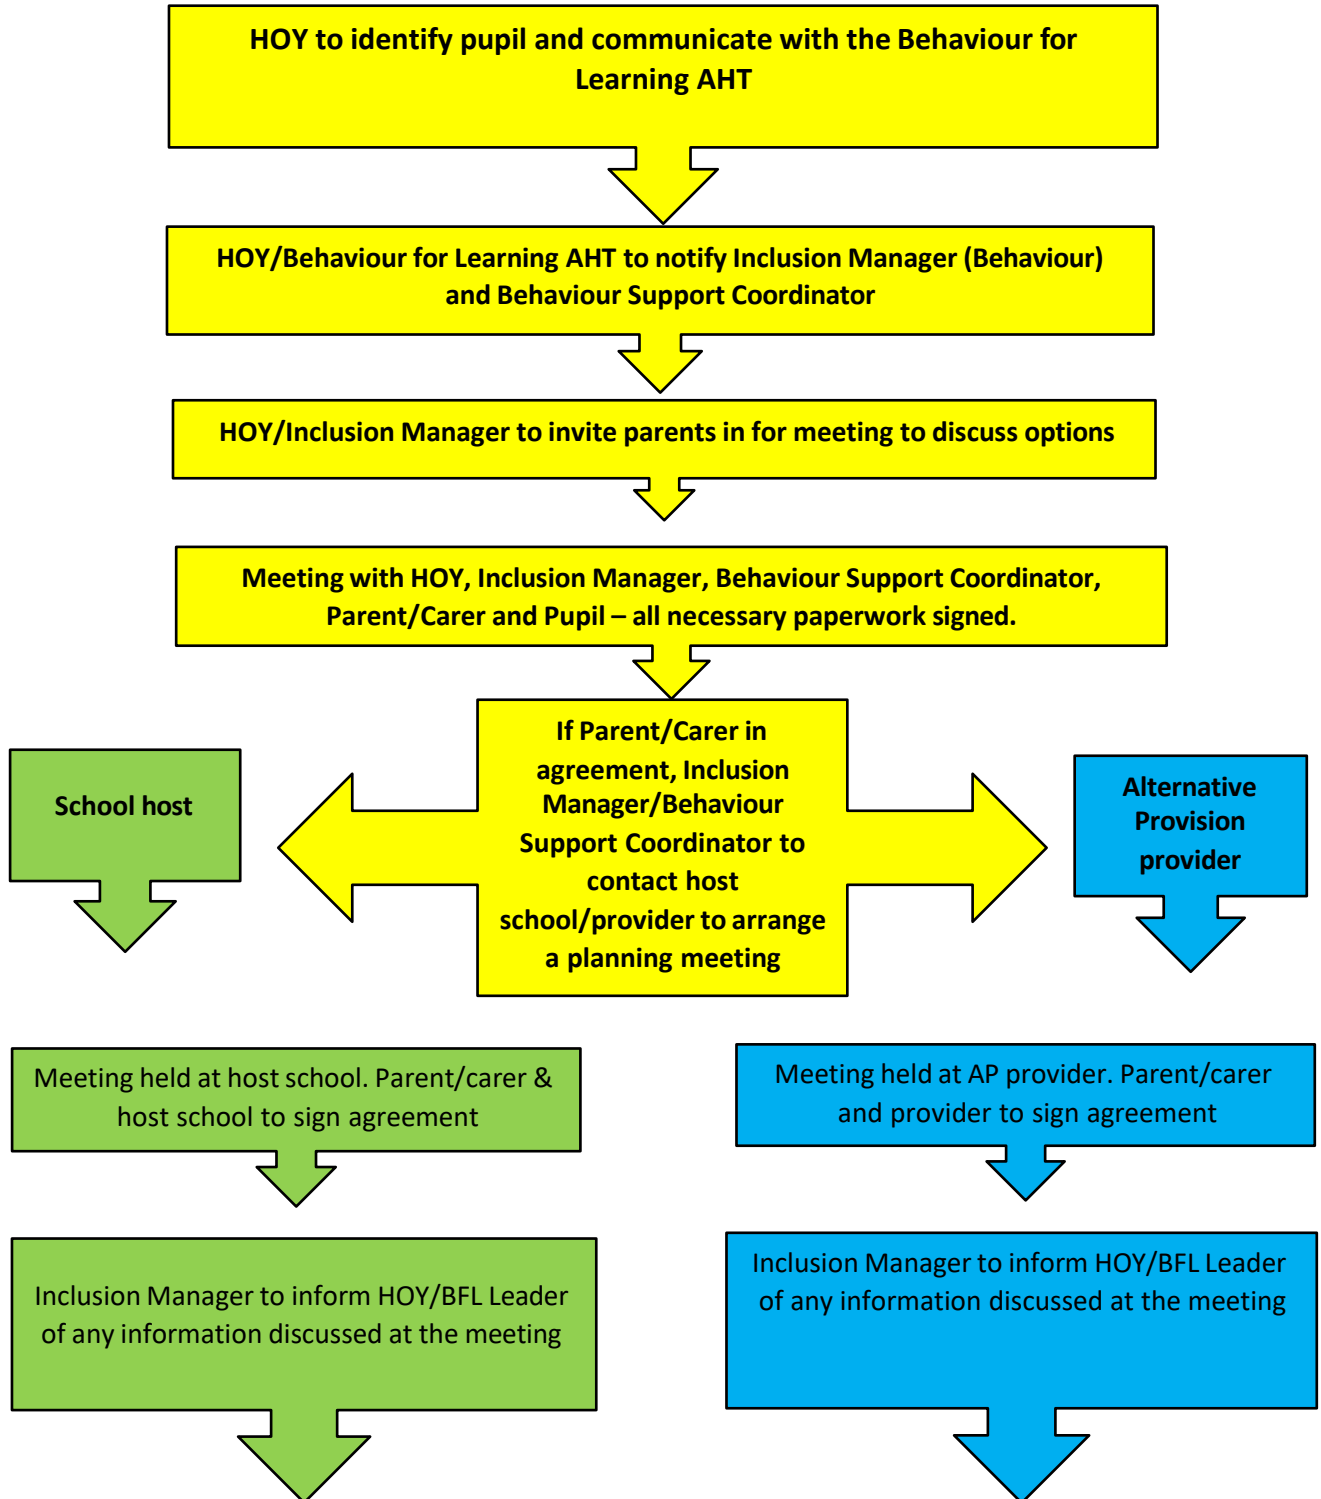 HOY to identify pupil and communicate with the Behaviour for
Learning AHT
HOY/Behaviour for Learning AHT to notify Inclusion Manager (Behaviour)
and Behaviour Support Coordinator
HOY/Inclusion Manager to invite parents in for meeting to discuss options
Meeting with HOY, Inclusion Manager, Behaviour Support Coordinator,
Parent/Carer and Pupil – all necessary paperwork signed.
If Parent/Carer in
agreement, Inclusion
Manager/Behaviour
Support Coordinator to
contact host
school/provider to arrange
a planning meeting
School host
Alternative
Provision
provider
Meeting held at host school. Parent/carer &
host school to sign agreement
Meeting held at AP provider. Parent/carer
and provider to sign agreement
Inclusion Manager to inform HOY/BFL Leader
of any information discussed at the meeting
Inclusion Manager to inform HOY/BFL Leader
of any information discussed at the meeting